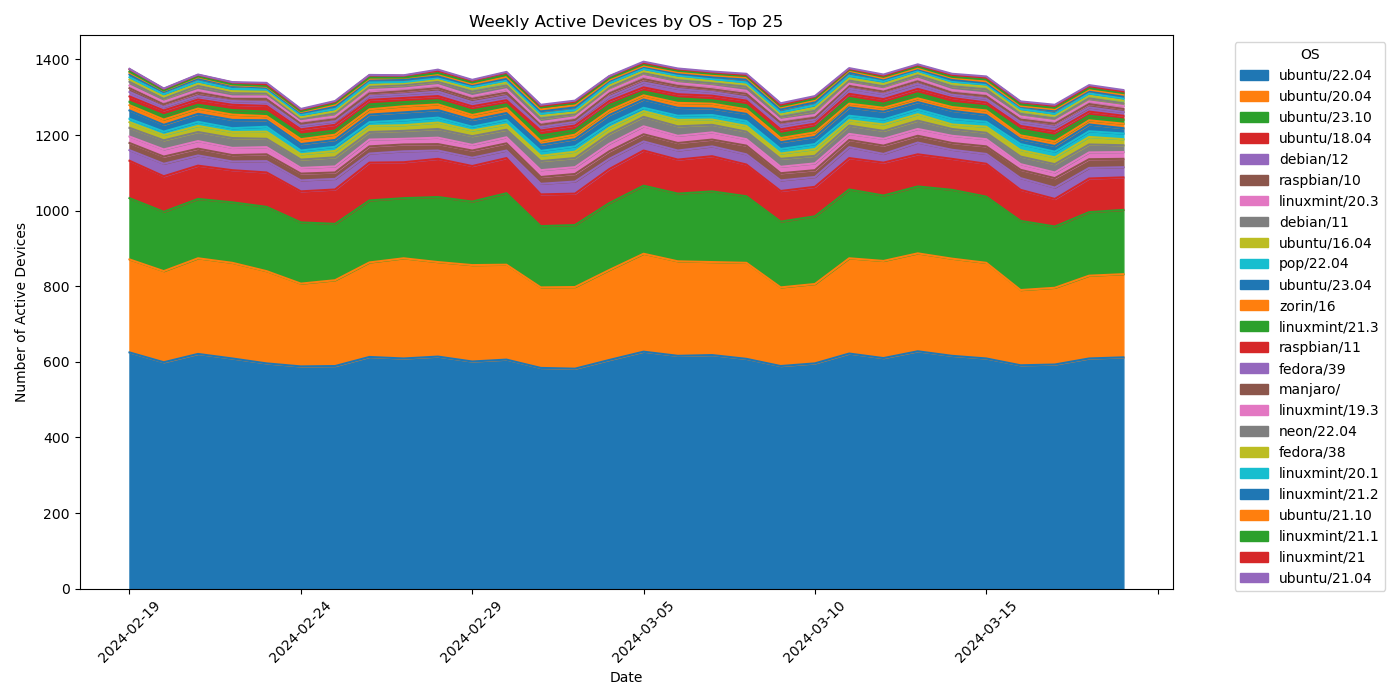 Weekly Active Devices by OS - Top 25
Number of Active Devices
1400
1200
1000
800
600
400
200
0
2024-02-19
2024-02-24
2024-02-29
2024-03-05
2024-03-10
2024-03-15
Date
OS
ubuntu/22.04
ubuntu/20.04
ubuntu/23.10
ubuntu/18.04
debian/12
raspbian/10
linuxmint/20.3
debian/11
ubuntu/16.04
pop/22.04
ubuntu/23.04
zorin/16
linuxmint/21.3
raspbian/11
fedora/39
manjaro/
linuxmint/19.3
neon/22.04
fedora/38
linuxmint/20.1
linuxmint/21.2
ubuntu/21.10
linuxmint/21.1
linuxmint/21
ubuntu/21.04